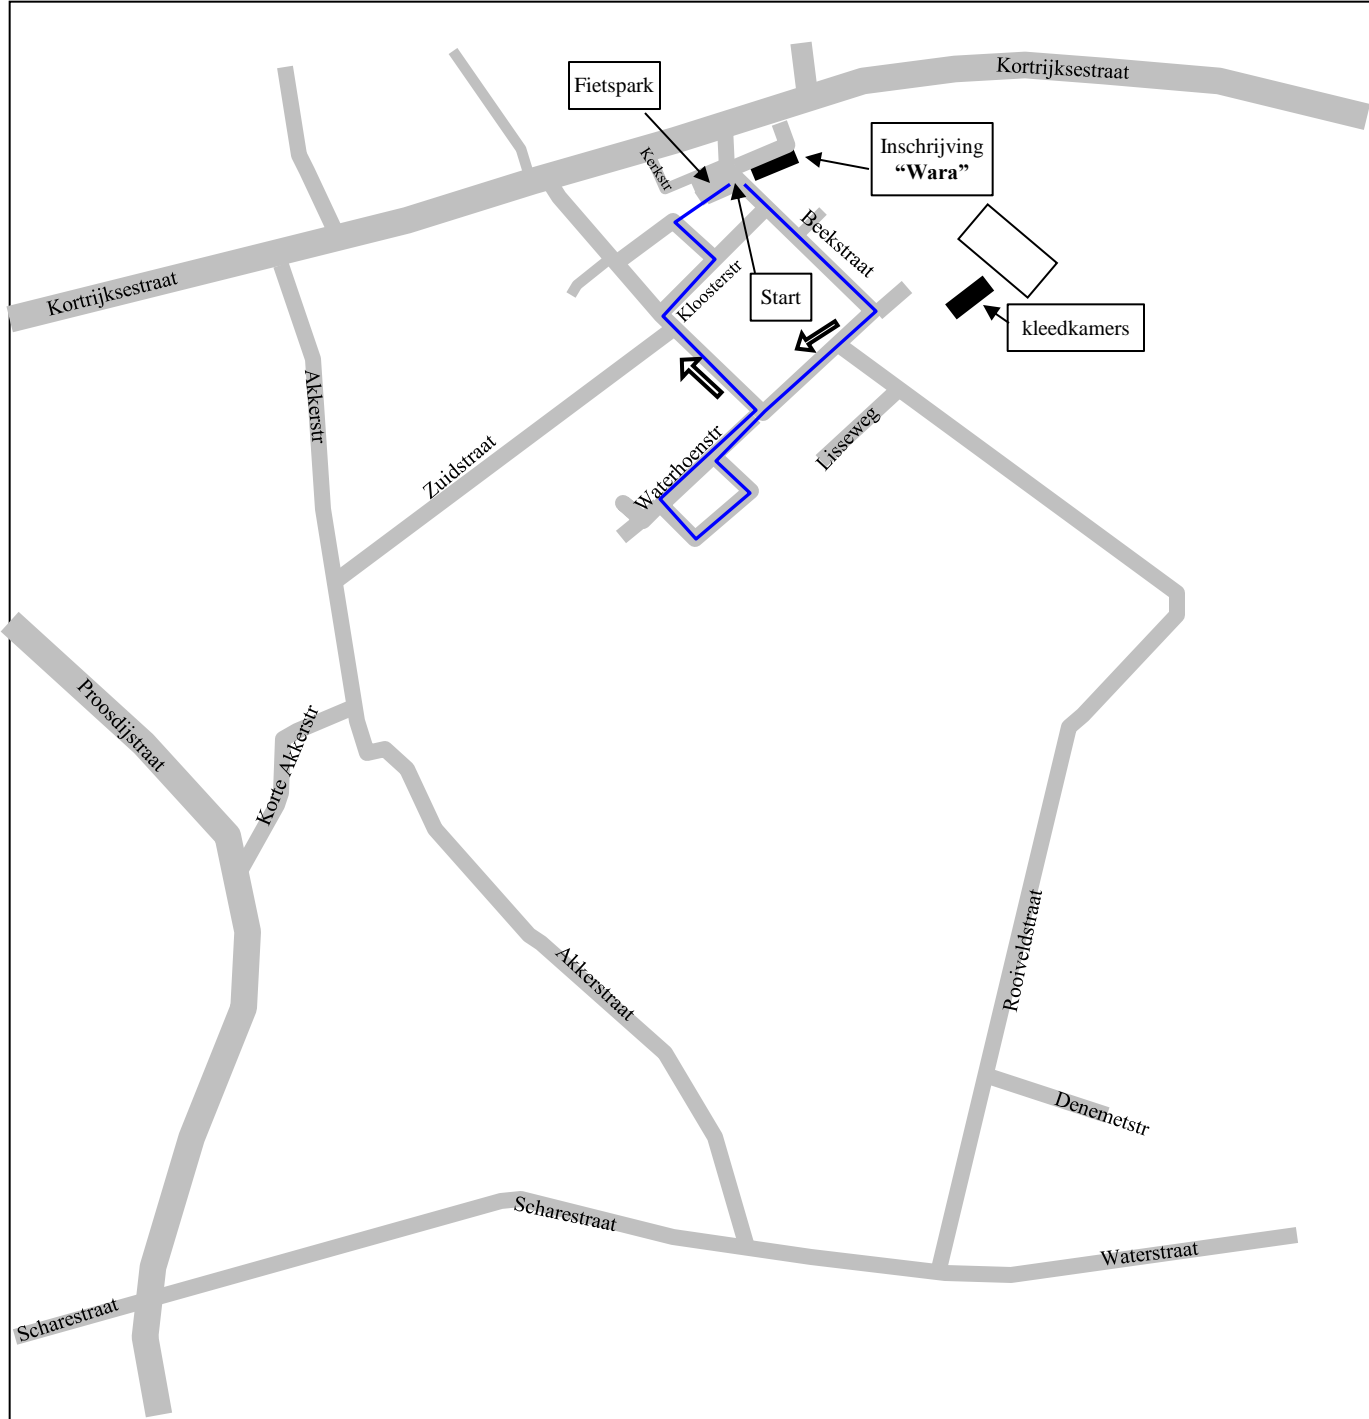 Kortrijksestraat
Fietspark
Inschrijving
“Wara”
Kerkstr
Beekstraat
Kloosterstr
Start
kleedkamers
Kortrijksestraat
Akkerstr
Zuidstraat
Lisseweg
Waterhoenstr
Proosdijstraat
Korte Akkerstr
Akkerstraat
Rooiveldstraat
Denemetstr
Scharestraat
Waterstraat
Scharestraat